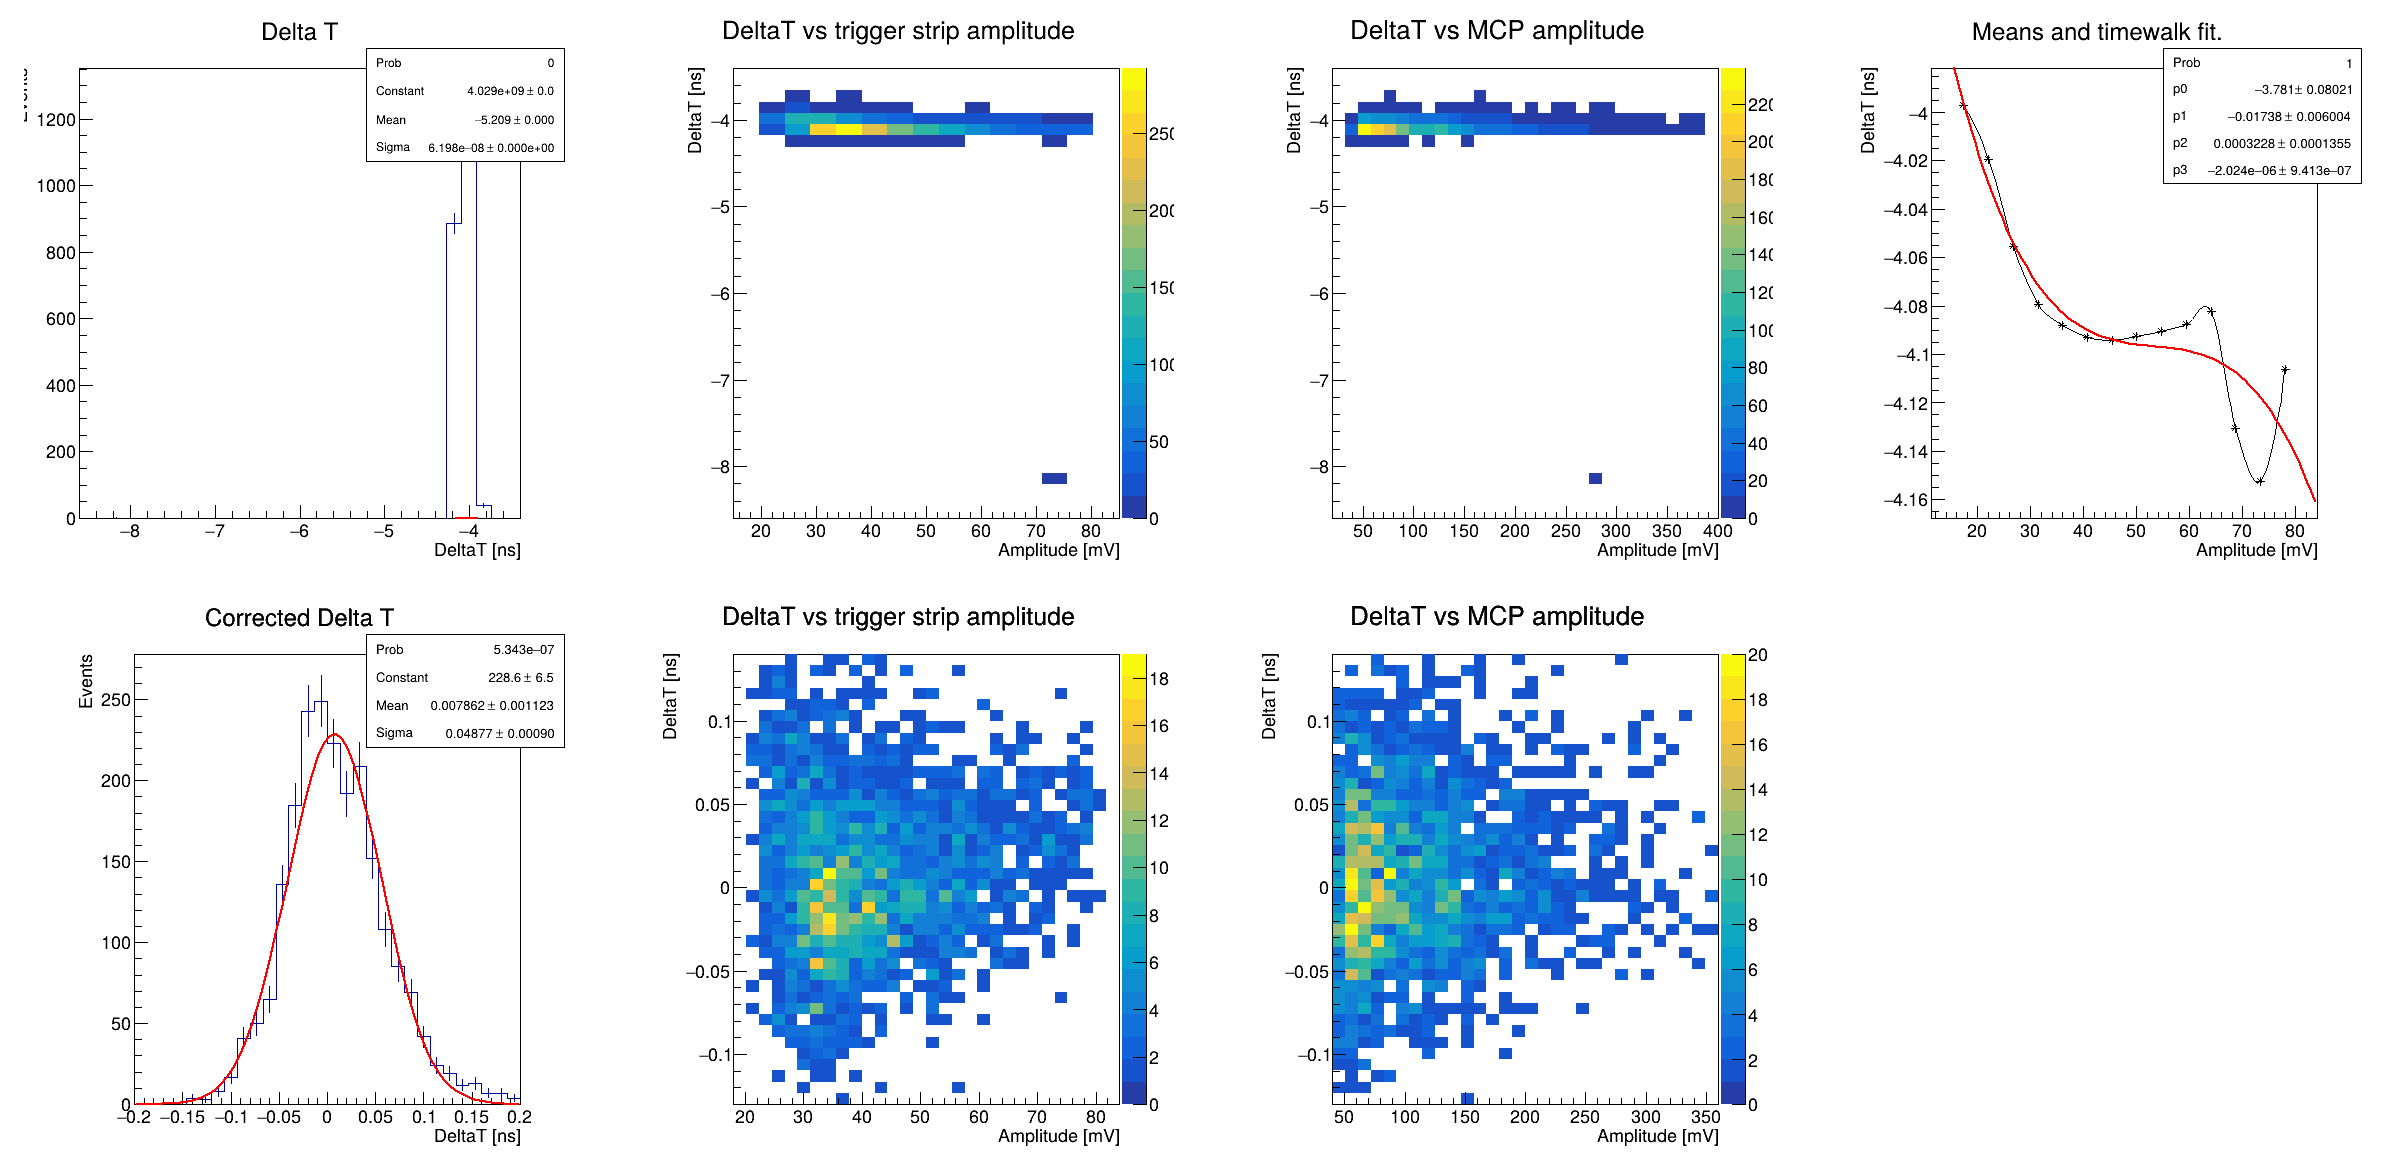 Delta T
Events
Prob 0
Constant 4.029e+09 ± 0.0
Mean −5.209 ± 0.000
Sigma 6.198e−08 ± 0.000e+00
1200
1000
800
600
400
200
0
−8 −7 −6 −5 −4
DeltaT [ns]
DeltaT vs trigger strip amplitude
DeltaT [ns]
−4
−5
−6
−7
−8
20 30 40 50 60 70 80
Amplitude [mV]
250
200
150
100
50
0
DeltaT vs MCP amplitude
DeltaT [ns]
−4
−5
−6
−7
−8
50 100 150 200 250 300 350 400
Amplitude [mV]
220
200
180
160
140
120
100
80
60
40
20
0
Means and timewalk fit.
DeltaT [ns]
Prob 1
p0 −3.781 ± 0.08021
p1 −0.01738 ± 0.006004
p2 0.0003228 ± 0.0001355
p3 −2.024e−06 ± 9.413e−07
−4
−4.02
−4.04
−4.06
−4.08
−4.1
−4.12
−4.14
−4.16
20 30 40 50 60 70 80
Amplitude [mV]
Corrected Delta T
Events
Prob 5.343e−07
Constant 228.6 ± 6.5
Mean 0.007862 ± 0.001123
Sigma 0.04877 ± 0.00090
250
200
150
100
50
0
−0.2 −0.15 −0.1 −0.05 0 0.05 0.1 0.15 0.2
DeltaT [ns]
DeltaT vs trigger strip amplitude
DeltaT [ns]
0.1
0.05
0
−0.05
−0.1
20 30 40 50 60 70 80
Amplitude [mV]
18
16
14
12
10
8
6
4
2
0
DeltaT vs MCP amplitude
DeltaT [ns]
0.1
0.05
0
−0.05
−0.1
50 100 150 200 250 300 350
Amplitude [mV]
20
18
16
14
12
10
8
6
4
2
0